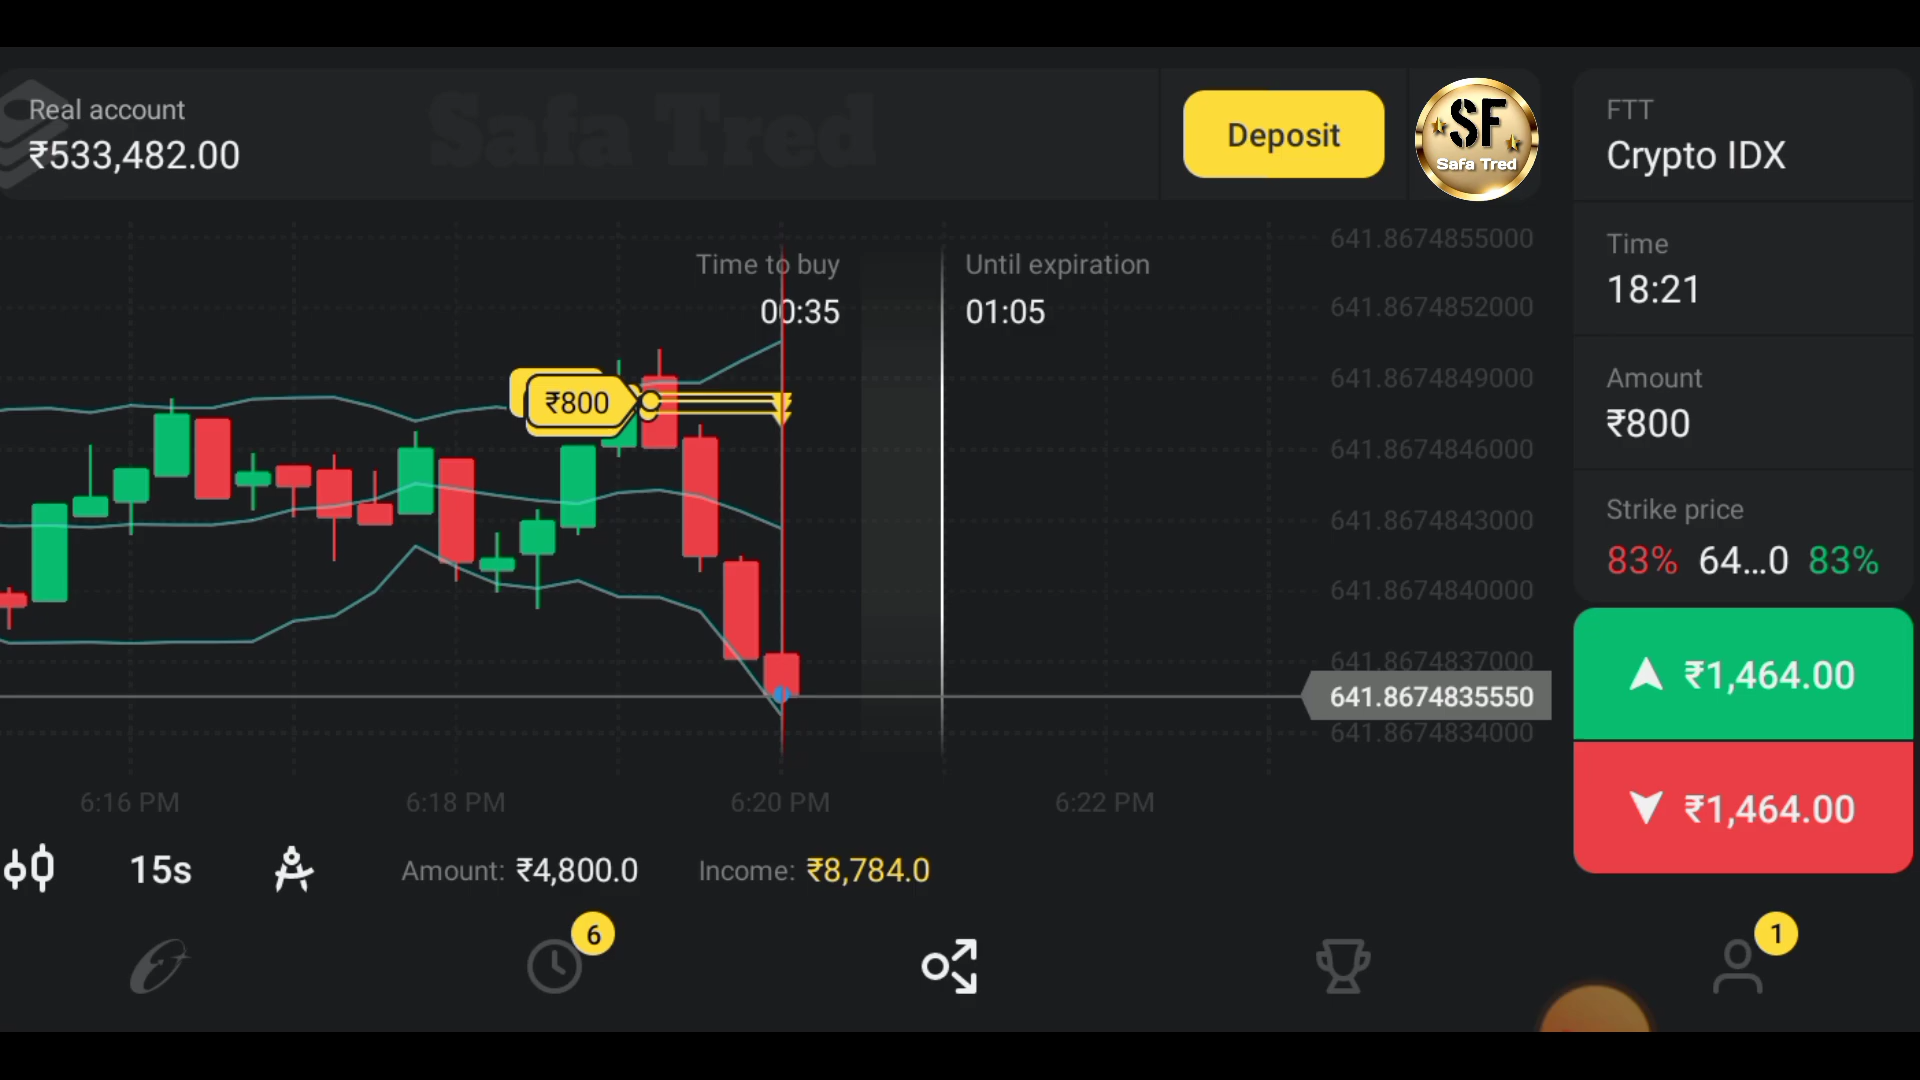 Real account
₹533,482.00
Safa Tred
Deposit
SF
Safa Tred
FTT
Crypto IDX
Time
18:21
Amount
₹800
Strike price
83% 64...0 83%
₹1,464.00
₹1,464.00
Time to buy
00:35
Until expiration
01:05
₹800
641.8674855000
641.8674852000
641.8674849000
641.8674846000
641.8674843000
641.8674840000
641.8674837000
641.8674835550
641.8674834000
6:16 PM
6:18 PM
6:20 PM
6:22 PM
15s
Amount: ₹4,800.0
Income: ₹8,784.0
6
1